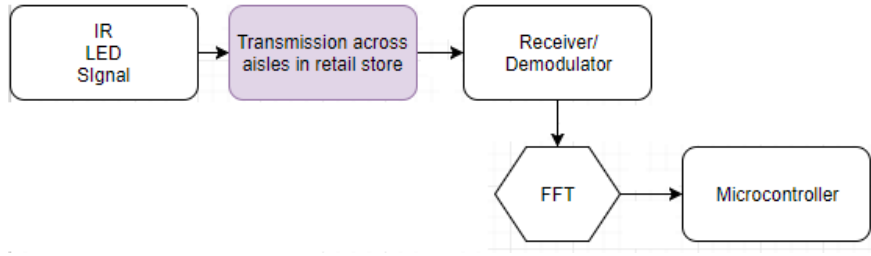 IR
LED
SIgnal
Transmission across
aisles in retail store
Receiver/
Demodulator
FFT
Microcontroller